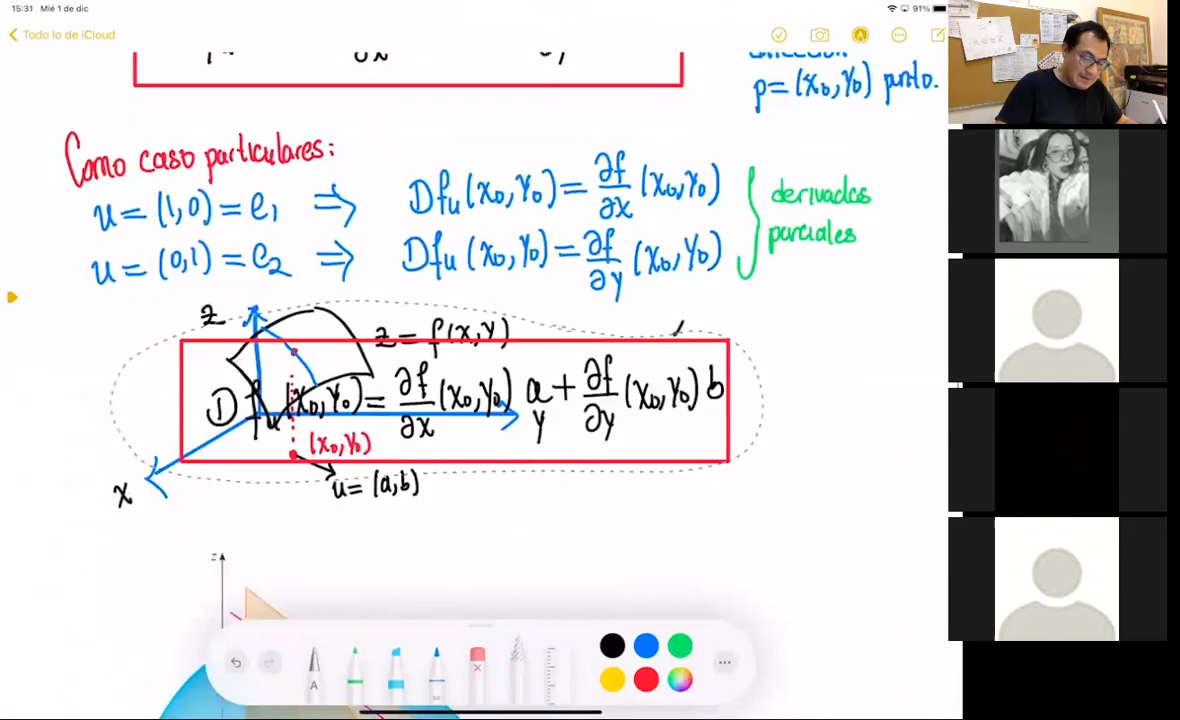 15:31 Mié 1 de dic
91%
Todo lo de iCloud
p=(x₀,y₀) punto.
Como caso particulares:
u=(1,0)=e₁ ⇒ Dfu(x₀,y₀)=∂f/∂x (x₀,y₀)
u=(0,1)=e₂ ⇒ Dfu(x₀,y₀)=∂f/∂y (x₀,y₀)
derivadas
parciales
z
z=f(x,y)
D f (x₀,y₀)=∂f/∂x (x₀,y₀) a+∂f/∂y (x₀,y₀) b
y
(x₀,y₀)
x
u=(a,b)
z
A